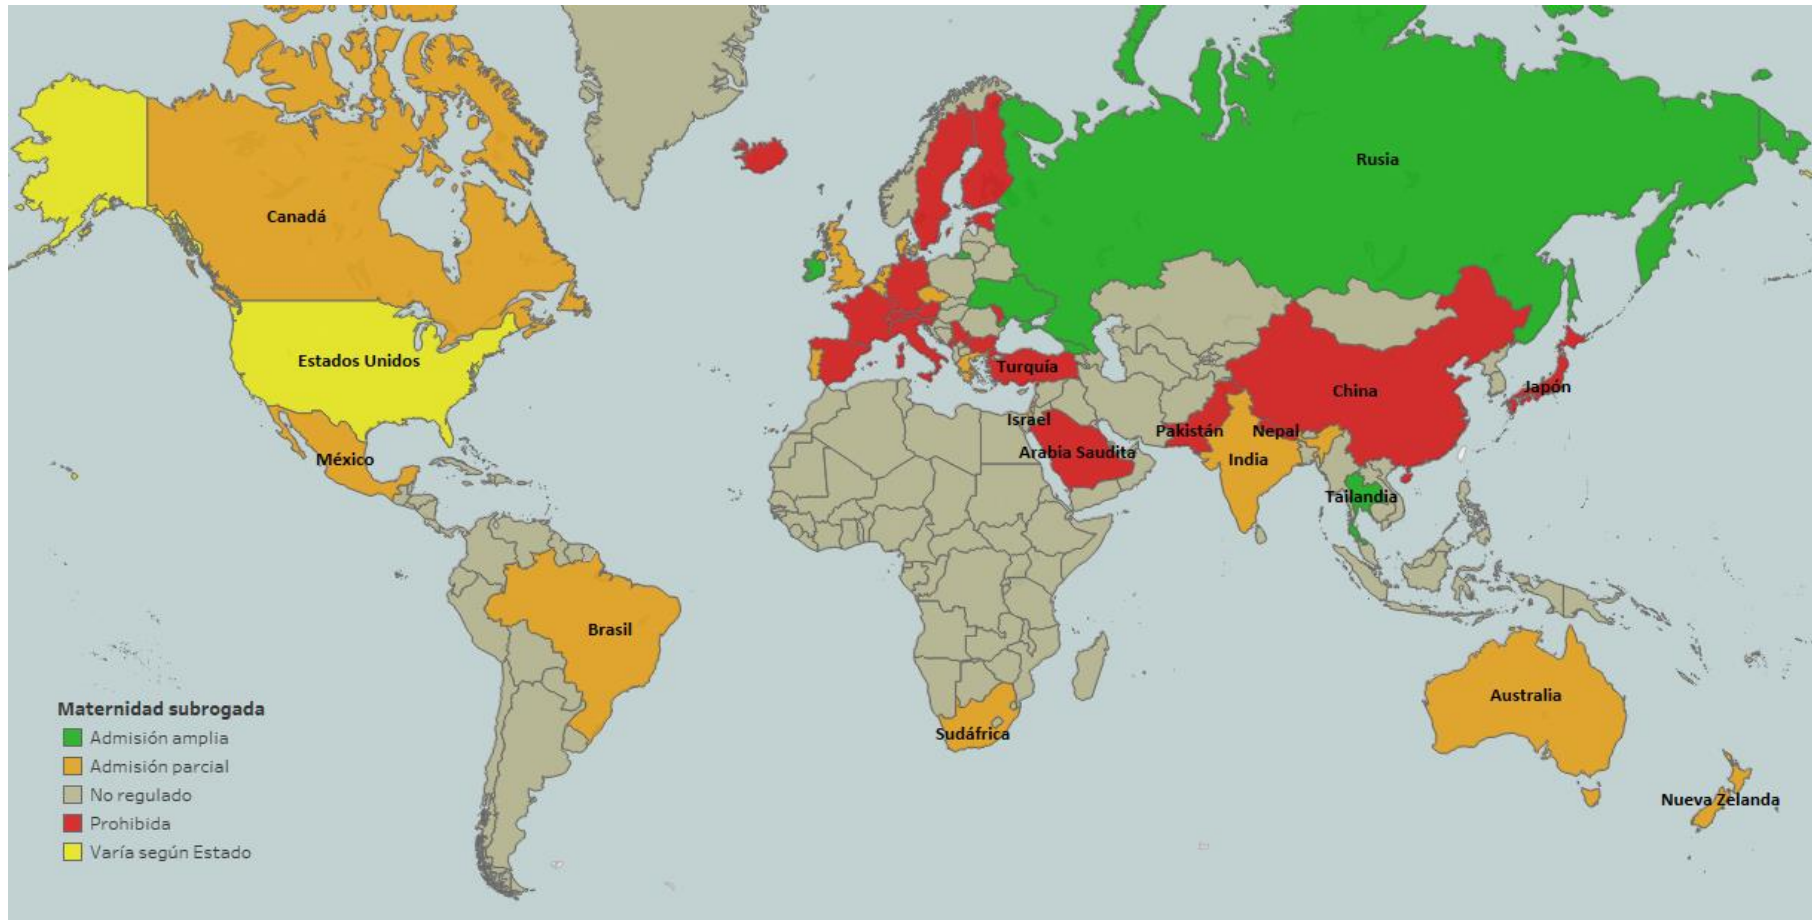 Rusia
Canadá
Estados Unidos
Turquía
China
Japón
Israel
Pakistán
Nepal
Arabia Saudita
India
México
Tailandia
Brasil
Australia
Sudáfrica
Nueva Zelanda
Maternidad subrogada
Admisión amplia
Admisión parcial
No regulado
Prohibida
Varía según Estado